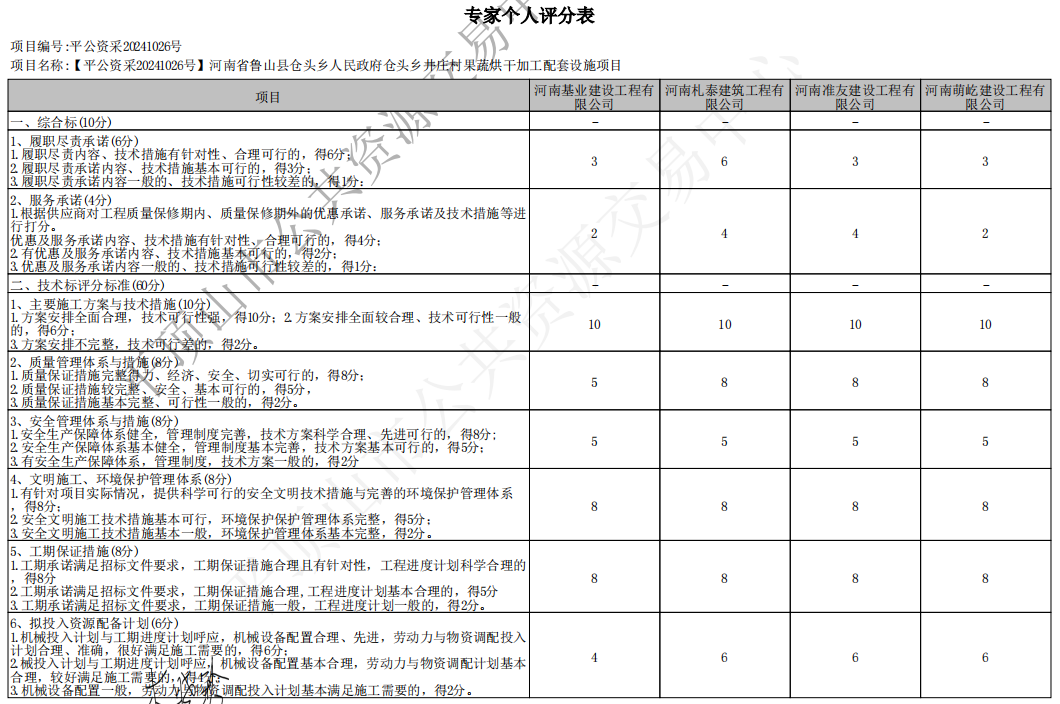 专家个人评分表
项目编号:平公资采20241026号
项目名称:【平公资采20241026号】河南省鲁山县仓头乡人民政府仓头乡井庄村果蔬烘干加工配套设施项目
项目 河南基业建设工程有限公司 河南札泰建筑工程有限公司 河南淮友建设工程有限公司 河南萌屹建设工程有限公司
一、综合标(10分) － － － －
1、履职尽责承诺(6分)
1.履职尽责内容、技术措施有针对性、合理可行的，得6分；
2.履职尽责承诺内容、技术措施基本可行的，得3分；
3.履职尽责承诺内容一般的、技术措施可行性较差的，得1分：
3 6 3 3
2、服务承诺(4分)
1.根据供应商对工程质量保修期内、质量保修期外的优惠承诺、服务承诺及技术措施等进
行打分。
优惠及服务承诺内容、技术措施有针对性、合理可行的，得4分；
2.有优惠及服务承诺内容、技术措施基本可行的，得2分；
3.优惠及服务承诺内容一般的、技术措施可行性较差的，得1分：
2 4 4 2
二、技术标评分标准(60分) － － － －
1、主要施工方案与技术措施(10分)
1.方案安排全面合理，技术可行性强，得10分；2.方案安排全面较合理、技术可行性一般
的，得6分；
3.方案安排不完整，技术可行差的，得2分。
10 10 10 10
2、质量管理体系与措施(8分)
1.质量保证措施完整得力、经济、安全、切实可行的，得8分；
2.质量保证措施较完整、安全、基本可行的，得5分，
3.质量保证措施基本完整、可行性一般的，得2分。
5 8 8 8
3、安全管理体系与措施(8分)
1.安全生产保障体系健全，管理制度完善，技术方案科学合理、先进可行的，得8分；
2.安全生产保障体系基本健全，管理制度基本完善，技术方案基本可行的，得5分；
3.有安全生产保障体系，管理制度，技术方案一般的，得2分
5 5 5 5
4、文明施工、环境保护管理体系(8分)
1.有针对项目实际情况，提供科学可行的安全文明技术措施与完善的环境保护管理体系
，得8分；
2.安全文明施工技术措施基本可行，环境保护保护管理体系完整，得5分；
3.安全文明施工技术措施基本一般，环境保护管理体系基本完整，得2分。
8 8 8 8
5、工期保证措施(8分)
1.工期承诺满足招标文件要求，工期保证措施合理且有针对性，工程进度计划科学合理的
，得8分
2.工期承诺满足招标文件要求，工期保证措施合理,工程进度计划基本合理的，得5分
3.工期承诺满足招标文件要求，工期保证措施一般，工程进度计划一般的，得2分。
8 8 8 8
6、拟投入资源配备计划(6分)
1.机械投入计划与工期进度计划呼应，机械设备配置合理、先进，劳动力与物资调配投入
计划合理、准确，很好满足施工需要的，得6分；
2.械投入计划与工期进度计划呼应，机械设备配置基本合理，劳动力与物资调配计划基本
合理，较好满足施工需要的，得4分。
3.机械设备配置一般，劳动力与物资调配投入计划基本满足施工需要的，得2分。
4 6 6 6
平顶山市公共资源交易中
平顶山市公共资源交易中心